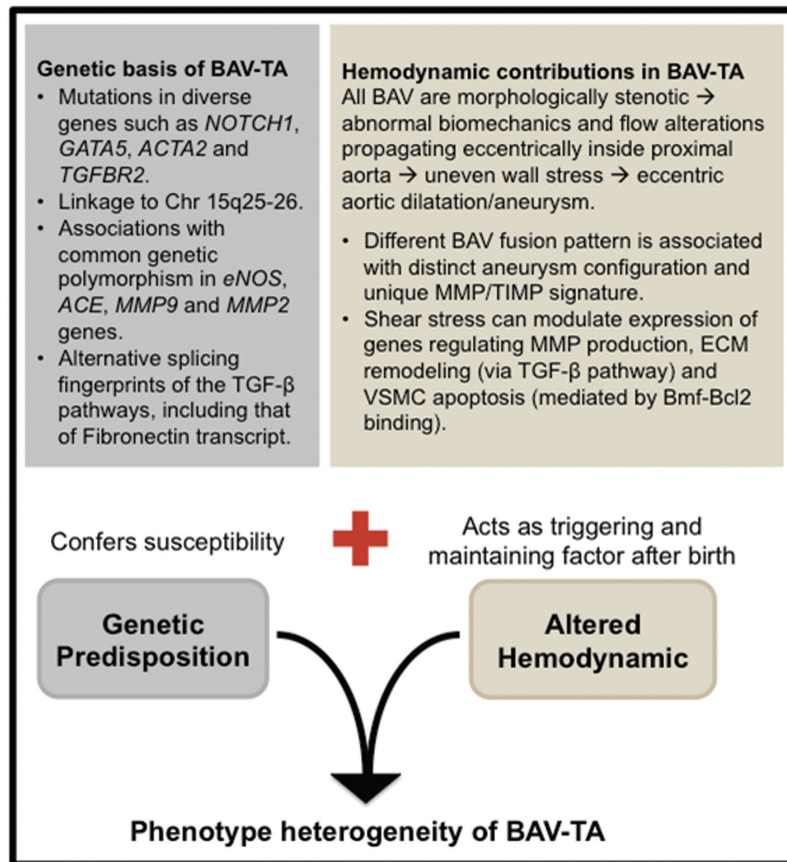 Genetic basis of BAV-TA
• Mutations in diverse
genes such as NOTCH1,
GATA5, ACTA2 and
TGFBR2.
• Linkage to Chr 15q25-26.
• Associations with
common genetic
polymorphism in eNOS,
ACE, MMP9 and MMP2
genes.
• Alternative splicing
fingerprints of the TGF-β
pathways, including that
of Fibronectin transcript.
Hemodynamic contributions in BAV-TA
All BAV are morphologically stenotic →
abnormal biomechanics and flow alterations
propagating eccentrically inside proximal
aorta → uneven wall stress → eccentric
aortic dilatation/aneurysm.
• Different BAV fusion pattern is associated
with distinct aneurysm configuration and
unique MMP/TIMP signature.
• Shear stress can modulate expression of
genes regulating MMP production, ECM
remodeling (via TGF-β pathway) and
VSMC apoptosis (mediated by Bmf-Bcl2
binding).
Confers susceptibility
Acts as triggering and
maintaining factor after birth
Genetic
Predisposition
Altered
Hemodynamic
Phenotype heterogeneity of BAV-TA